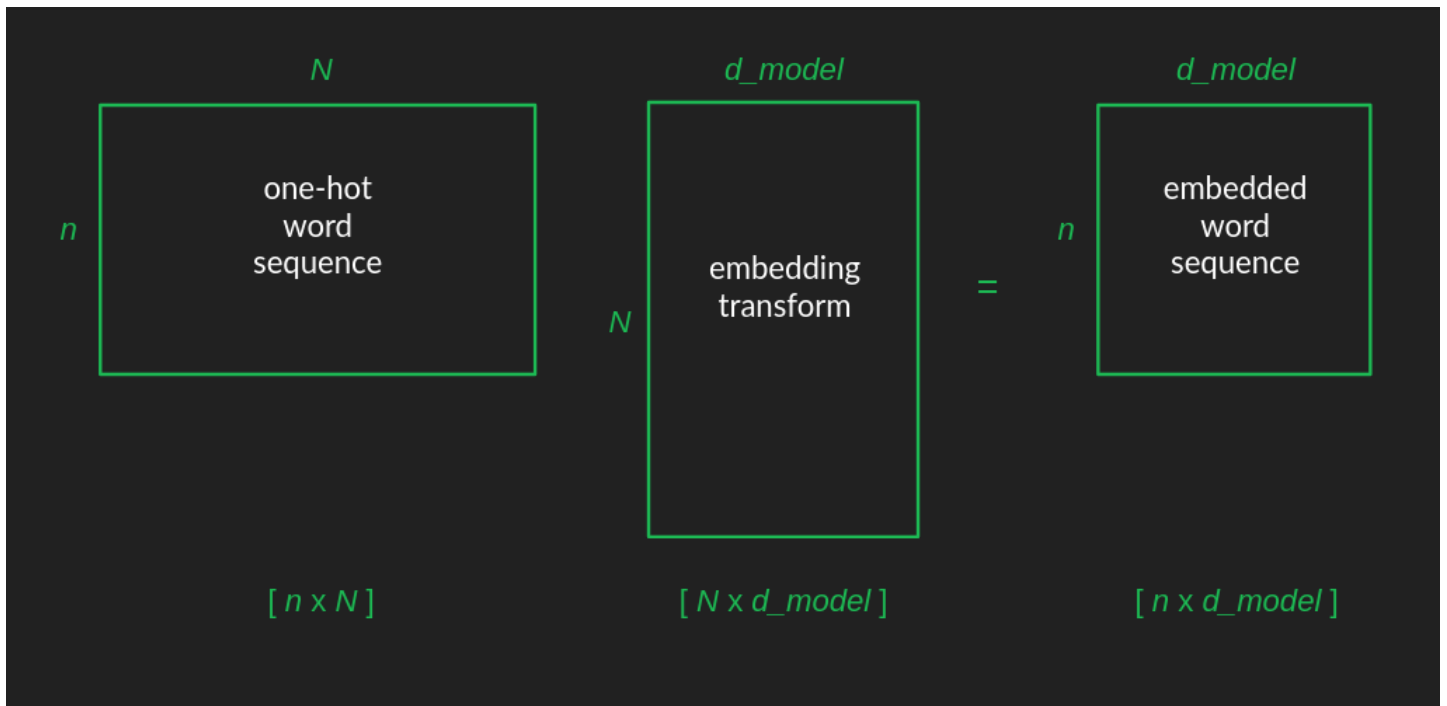 N
d_model
d_model
n
one-hot
word
sequence
N
embedding
transform
=
n
embedded
word
sequence
[ n x N ]
[ N x d_model ]
[ n x d_model ]